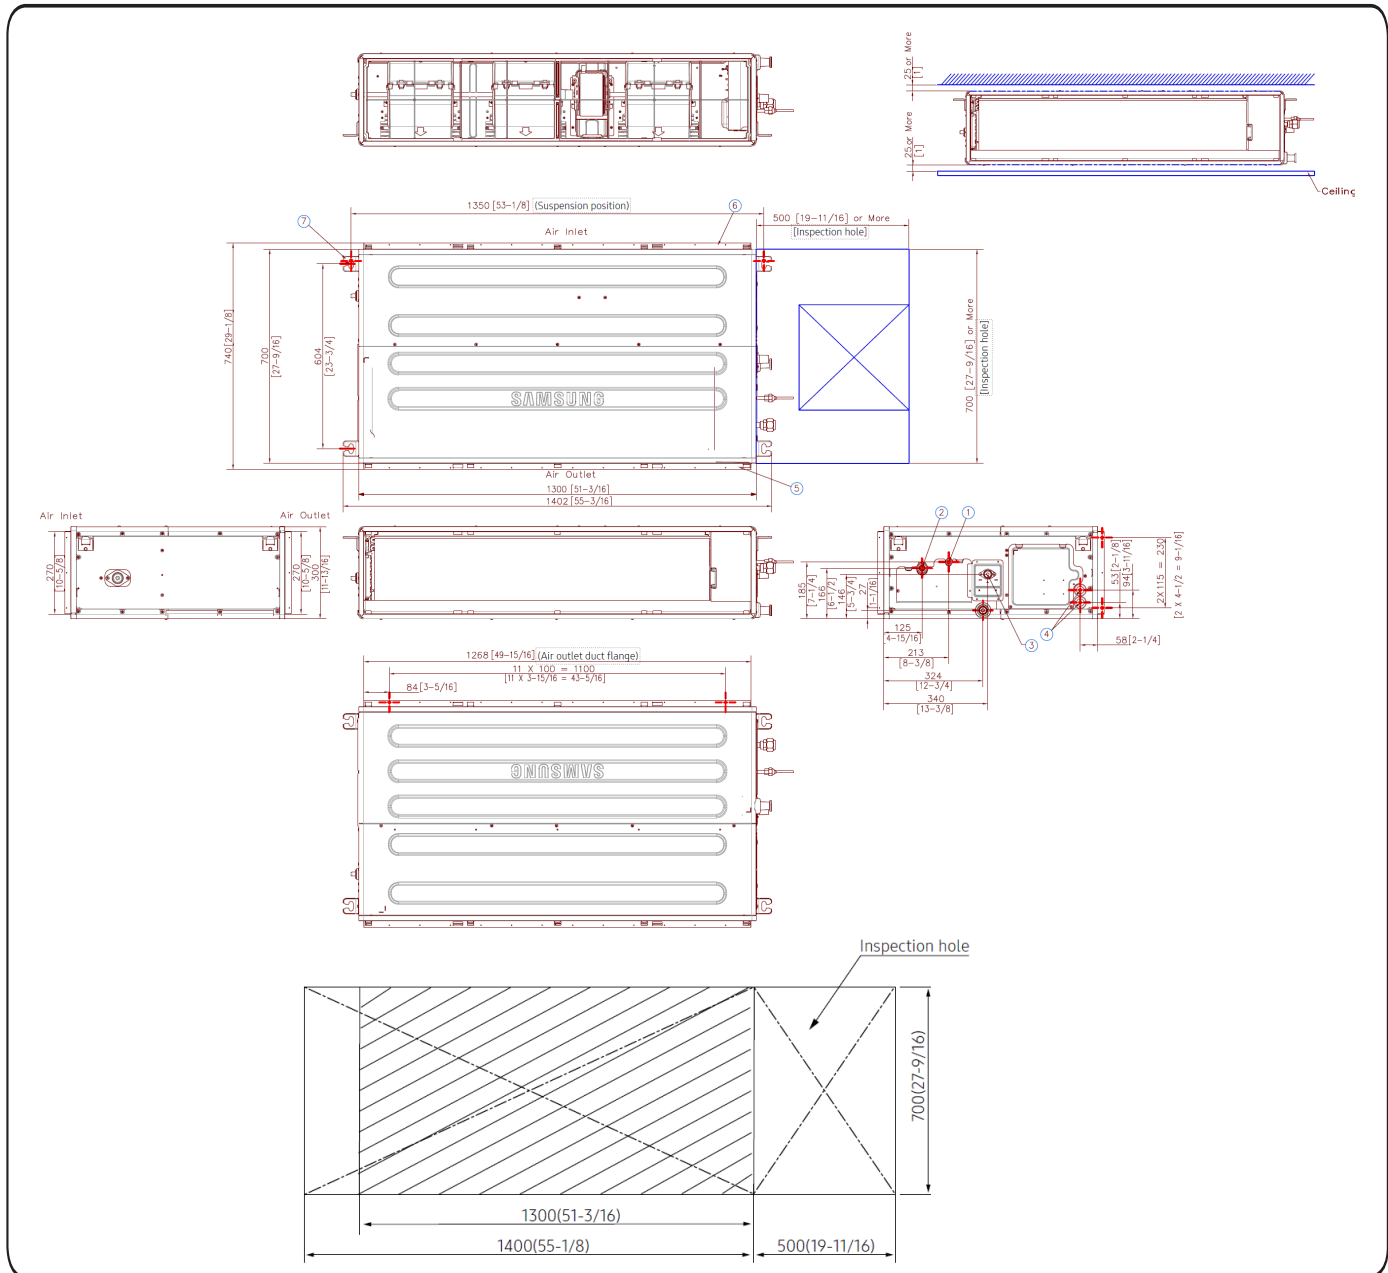 25 or More
[1]
25 or More
[1]
Ceiling
1350 [53-1/8] (Suspension position)
⑥
⑦
500 [19-11/16] or More
[Inspection hole]
Air Inlet
740 [29-1/8]
700
[27-9/16]
604
[23-3/4]
SAMSUNG
700 [27-9/16] or More
[Inspection hole]
Air Outlet
⑤
1300 [51-3/16]
1402 [55-3/16]
Air Inlet
Air Outlet
270
[10-5/8]
270
[10-5/8]
300
[11-13/16]
②
①
185
[7-1/4]
166
[6-1/2]
146
[5-3/4]
27
[1-1/16]
53 [2-1/8]
94 [3-11/16]
2X115 = 230
[2 X 4-1/2 = 9-1/16]
125
4-15/16]
④
③
58 [2-1/4]
213
[8-3/8]
324
[12-3/4]
340
[13-3/8]
1268 [49-15/16] (Air outlet duct flange)
11 X 100 = 1100
[11 X 3-15/16 = 43-5/16]
84 [3-5/16]
SAMSUNG
Inspection hole
700(27-9/16)
1300(51-3/16)
1400(55-1/8)
500(19-11/16)